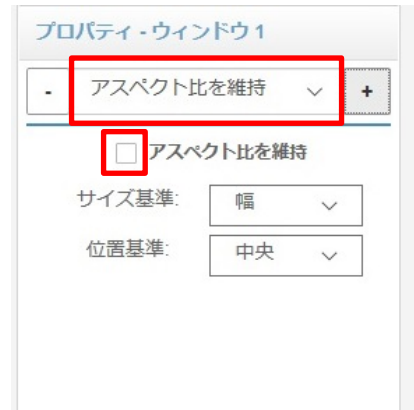 プロパティ - ウィンドウ 1
- アスペクト比を維持 +
アスペクト比を維持
サイズ基準: 幅
位置基準: 中央